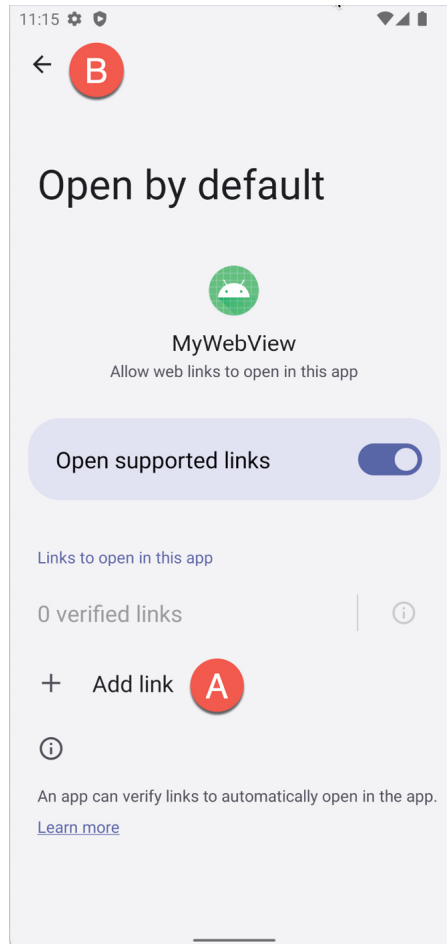 11:15
B
Open by default
MyWebView
Allow web links to open in this app
Open supported links
Links to open in this app
0 verified links
+ Add link A
An app can verify links to automatically open in the app.
Learn more